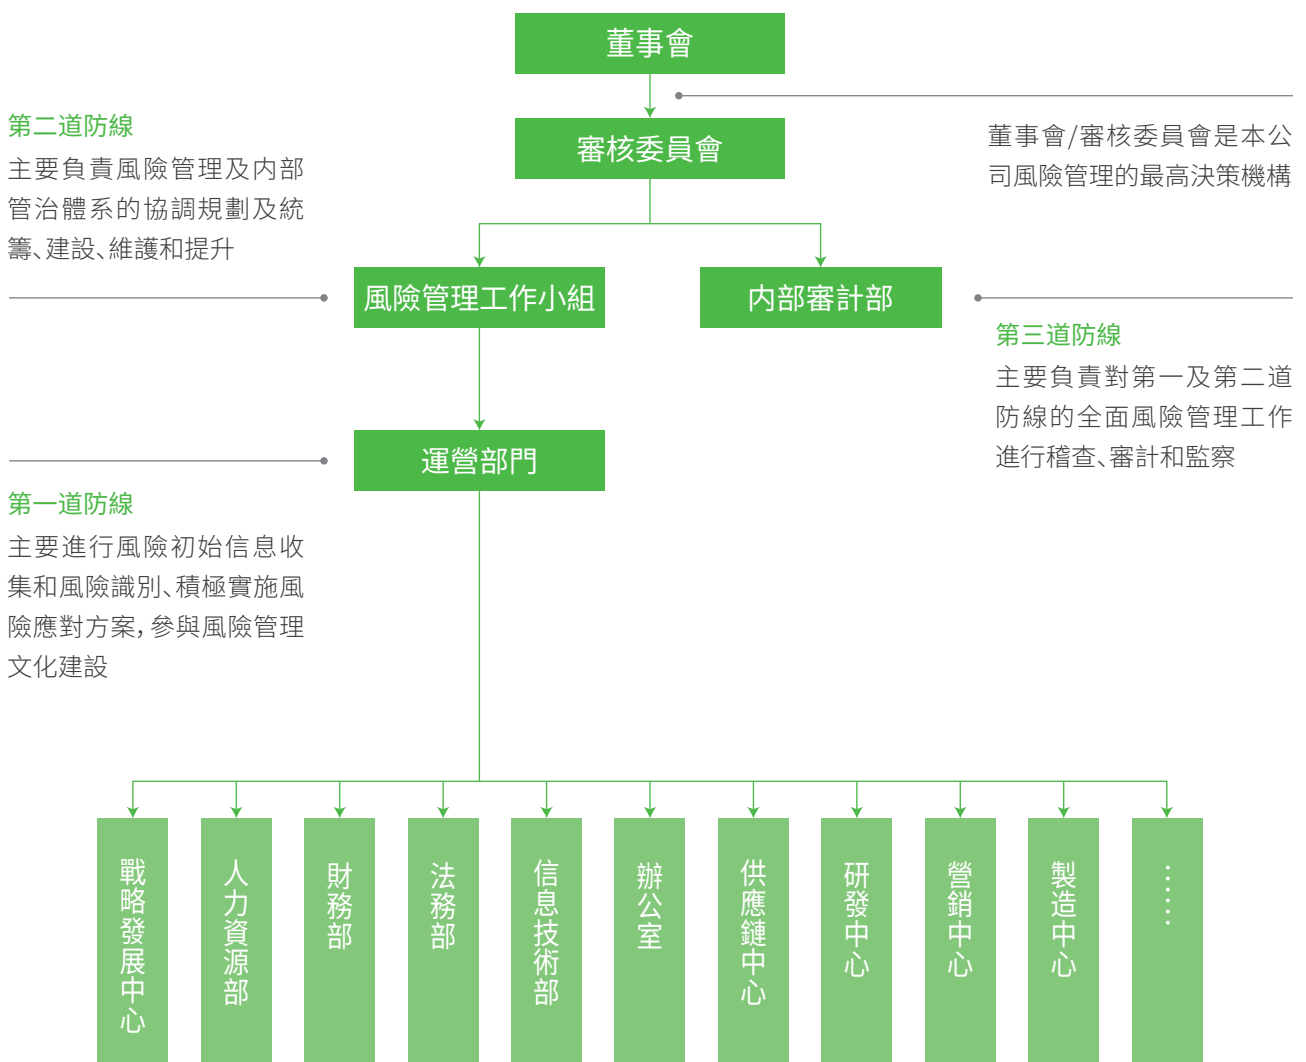 董事會
審核委員會
董事會/審核委員會是本公
司風險管理的最高決策機構
第二道防線
主要負責風險管理及内部
管治體系的協調規劃及統
籌、建設、維護和提升
風險管理工作小組
内部審計部
第三道防線
主要負責對第一及第二道
防線的全面風險管理工作
進行稽查、審計和監察
運營部門
第一道防線
主要進行風險初始信息收
集和風險識別、積極實施風
險應對方案，參與風險管理
文化建設
戰略發展中心
人力資源部
財務部
法務部
信息技術部
辦公室
供應鏈中心
研發中心
營銷中心
製造中心
……